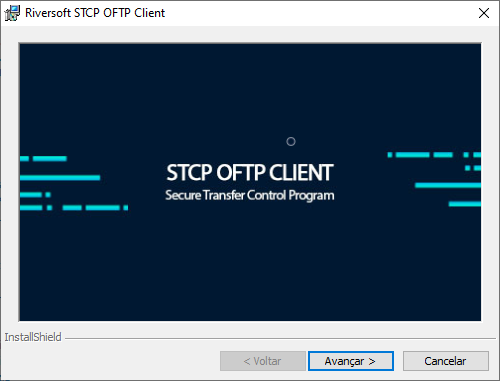 Riversoft STCP OFTP Client
STCP OFTP CLIENT
Secure Transfer Control Program
InstallShield
< Voltar
Avançar >
Cancelar